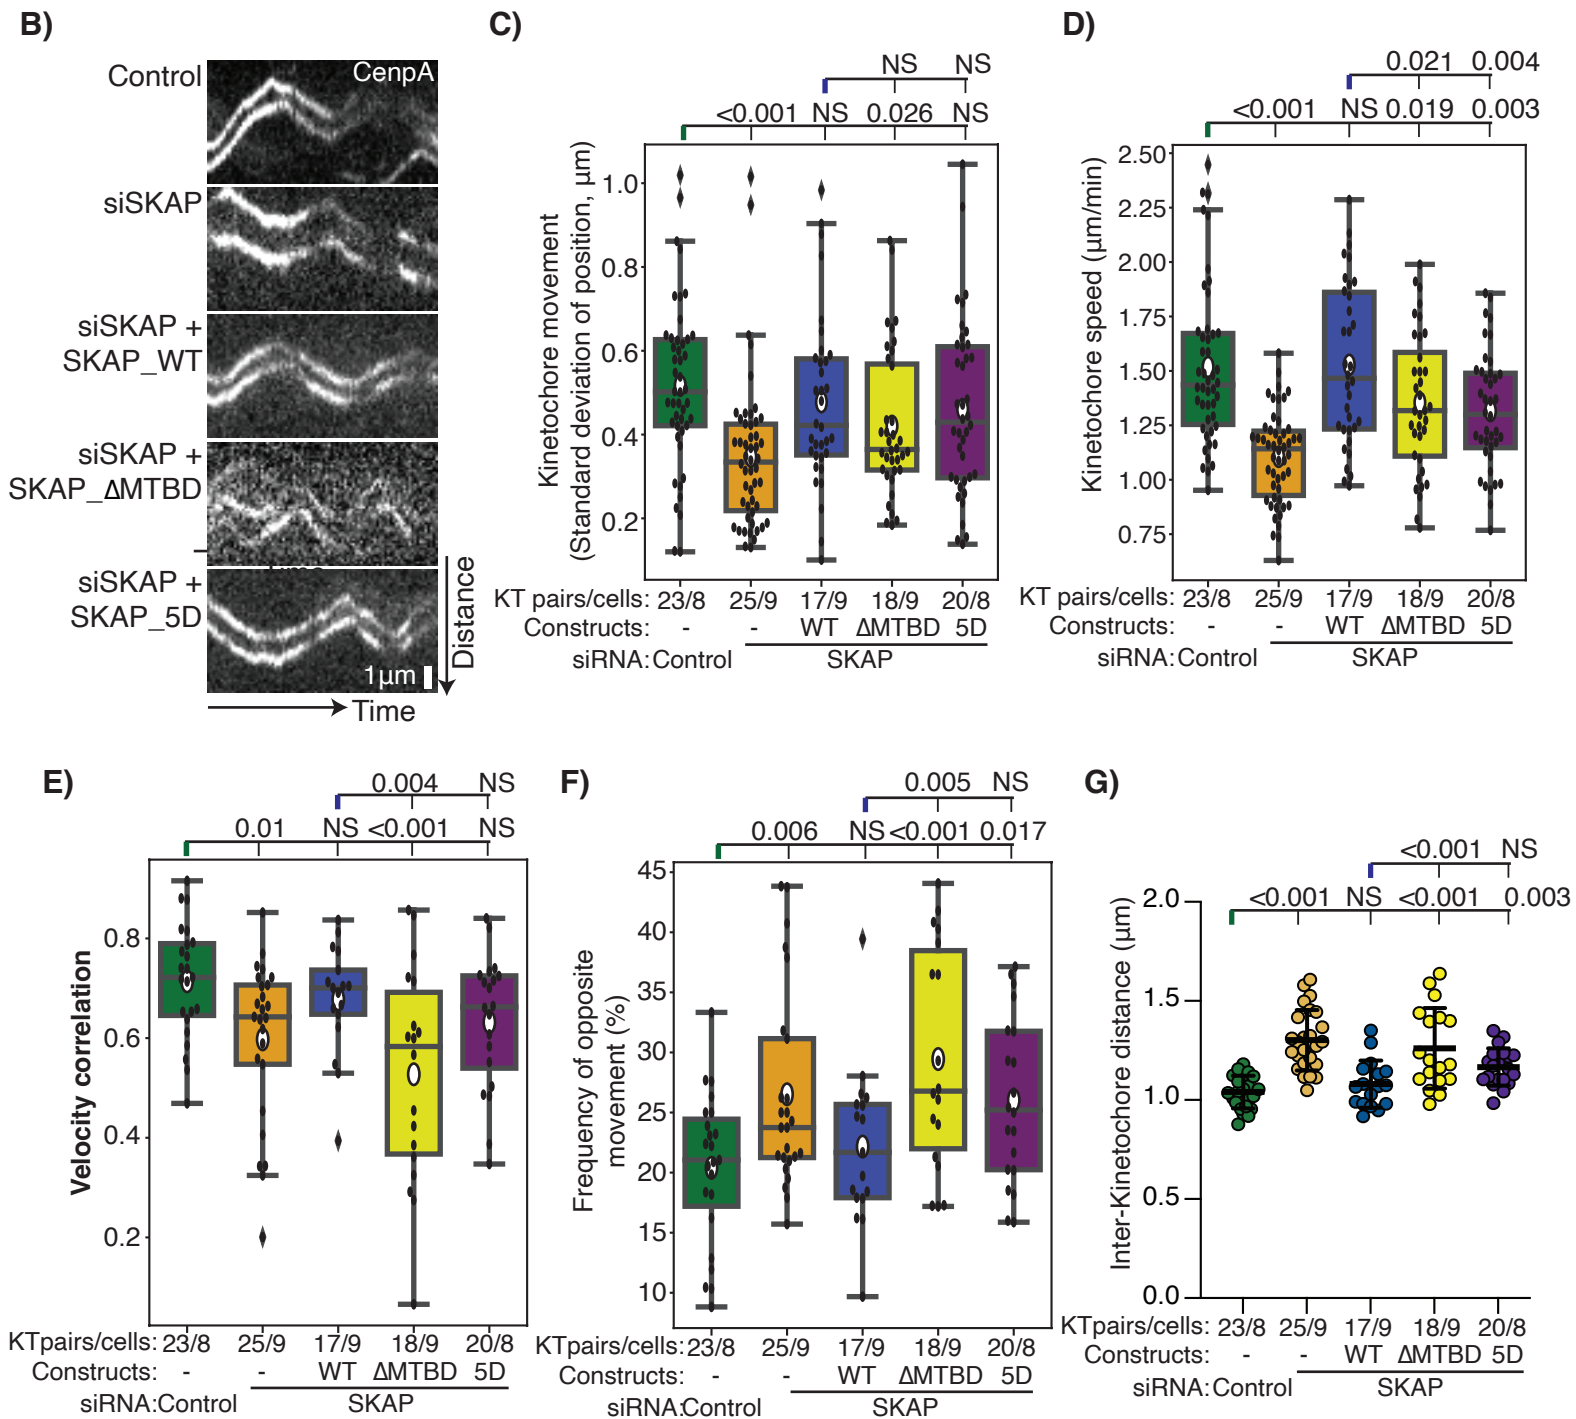 B)
Control
CenpA
siSKAP
siSKAP +
SKAP_WT
siSKAP +
SKAP_ΔMTBD
siSKAP +
SKAP_5D
1µm
Distance
Time
C)
NS NS
<0.001 NS 0.026 NS
Kinetochore movement
(Standard deviation of position, µm)
1.0
0.8
0.6
0.4
0.2
KT pairs/cells: 23/8 25/9 17/9 18/9 20/8
Constructs: - - WT ΔMTBD 5D
siRNA: Control SKAP
D)
0.021 0.004
<0.001 NS 0.019 0.003
Kinetochore speed (µm/min)
2.50
2.25
2.00
1.75
1.50
1.25
1.00
0.75
KT pairs/cells: 23/8 25/9 17/9 18/9 20/8
Constructs: - - WT ΔMTBD 5D
siRNA: Control SKAP
E)
0.004 NS
0.01 NS <0.001 NS
Velocity correlation
0.8
0.6
0.4
0.2
KTpairs/cells: 23/8 25/9 17/9 18/9 20/8
Constructs: - - WT ΔMTBD 5D
siRNA:Control SKAP
F)
0.005 NS
0.006 NS <0.001 0.017
Frequency of opposite
movement (%)
45
40
35
30
25
20
15
10
KTpairs/cells: 23/8 25/9 17/9 18/9 20/8
Constructs: - - WT ΔMTBD 5D
siRNA:Control SKAP
G)
<0.001 NS
<0.001 NS <0.001 0.003
Inter-Kinetochore distance (µm)
2.0
1.5
1.0
0.5
0.0
KTpairs/cells: 23/8 25/9 17/9 18/9 20/8
Constructs: - - WT ΔMTBD 5D
siRNA: Control SKAP